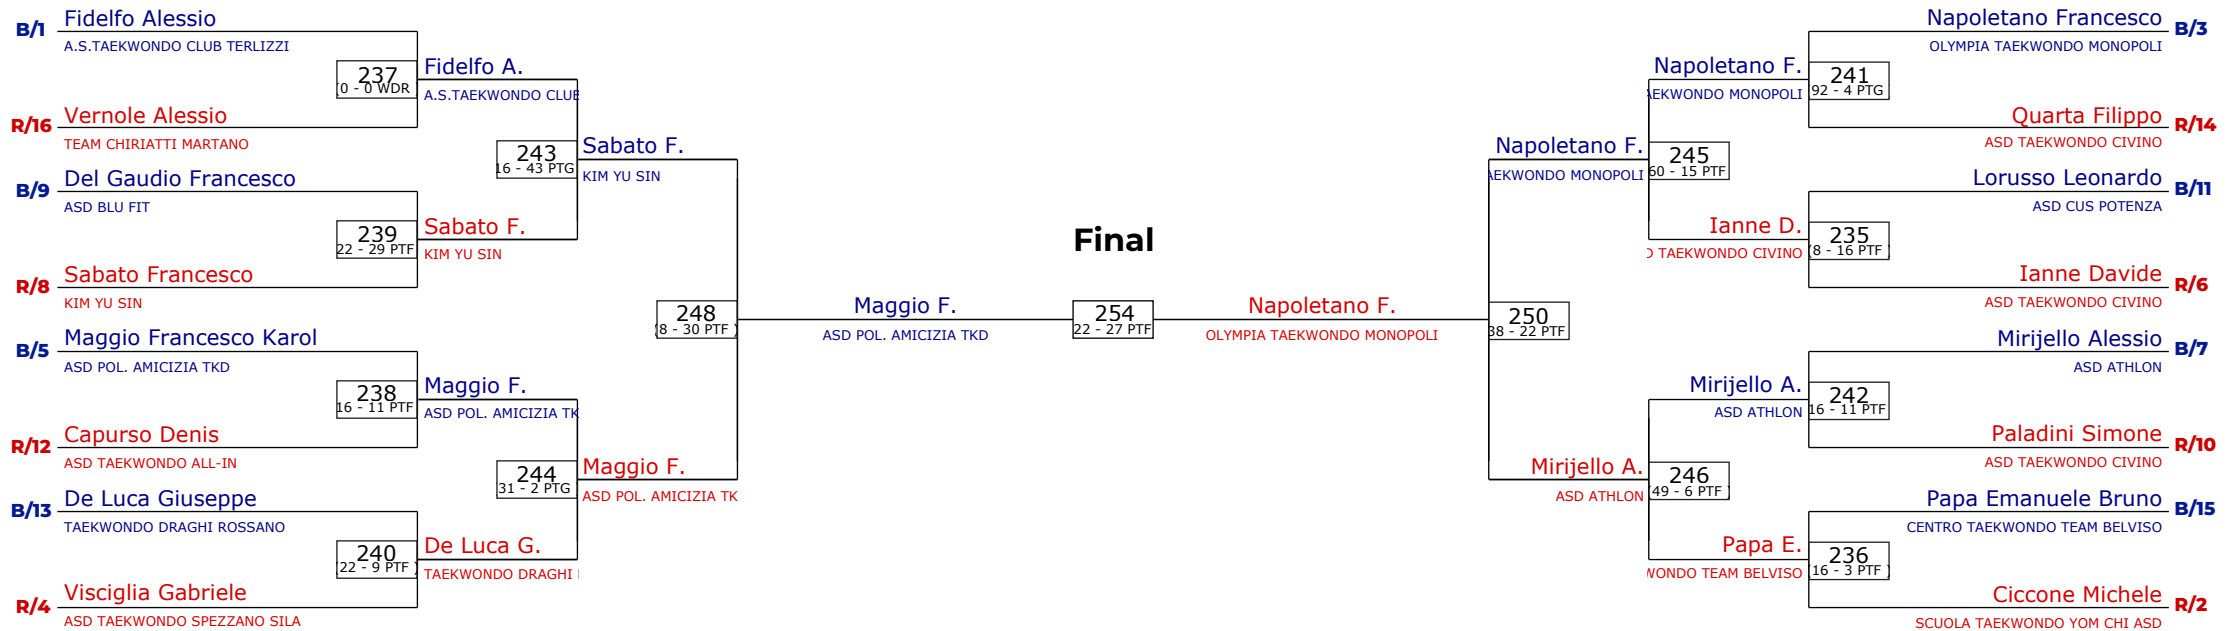 B/1
Fidelfo Alessio
A.S.TAEKWONDO CLUB TERLIZZI
R/16
Vernole Alessio
TEAM CHIRIATTI MARTANO
B/9
Del Gaudio Francesco
ASD BLU FIT
R/8
Sabato Francesco
KIM YU SIN
B/5
Maggio Francesco Karol
ASD POL. AMICIZIA TKD
R/12
Capurso Denis
ASD TAEKWONDO ALL-IN
B/13
De Luca Giuseppe
TAEKWONDO DRAGHI ROSSANO
R/4
Visciglia Gabriele
ASD TAEKWONDO SPEZZANO SILA
237
(0 - 0 WDR
239
22 - 29 PTF
238
16 - 11 PTF
240
(22 - 9 PTF )
Fidelfo A.
A.S.TAEKWONDO CLUB
Sabato F.
KIM YU SIN
Maggio F.
ASD POL. AMICIZIA TK
De Luca G.
TAEKWONDO DRAGHI
243
16 - 43 PTG
244
31 - 2 PTG
Sabato F.
KIM YU SIN
Maggio F.
ASD POL. AMICIZIA TK
248
(8 - 30 PTF )
Maggio F.
ASD POL. AMICIZIA TKD
Final
254
22 - 27 PTF
Napoletano F.
OLYMPIA TAEKWONDO MONOPOLI
250
38 - 22 PTF
Napoletano F.
AEKWONDO MONOPOLI
Mirijello A.
ASD ATHLON
245
60 - 15 PTF
246
(49 - 6 PTF )
Napoletano F.
AEKWONDO MONOPOLI
Ianne D.
D TAEKWONDO CIVINO
Mirijello A.
ASD ATHLON
Papa E.
WONDO TEAM BELVISO
241
92 - 4 PTG
235
(8 - 16 PTF )
242
16 - 11 PTF
236
(16 - 3 PTF )
Napoletano Francesco
B/3
OLYMPIA TAEKWONDO MONOPOLI
Quarta Filippo
R/14
ASD TAEKWONDO CIVINO
Lorusso Leonardo
B/11
ASD CUS POTENZA
Ianne Davide
R/6
ASD TAEKWONDO CIVINO
Mirijello Alessio
B/7
ASD ATHLON
Paladini Simone
R/10
ASD TAEKWONDO CIVINO
Papa Emanuele Bruno
B/15
CENTRO TAEKWONDO TEAM BELVISO
Ciccone Michele
R/2
SCUOLA TAEKWONDO YOM CHI ASD